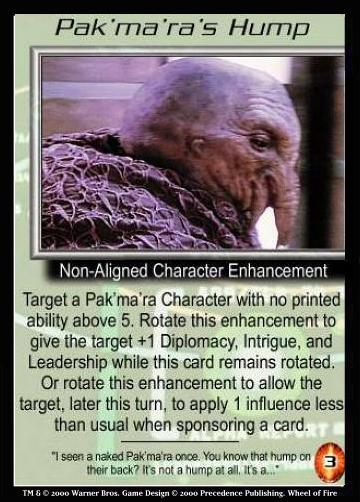 Pak'ma'ra's Hump
Non-Aligned Character Enhancement
Target a Pak'ma'ra Character with no printed
ability above 5. Rotate this enhancement to
give the target +1 Diplomacy, Intrigue, and
Leadership while this card remains rotated.
Or rotate this enhancement to allow the
target, later this turn, to apply 1 influence less
than usual when sponsoring a card.
"I seen a naked Pak'ma'ra once. You know that hump on
their back? It's not a hump at all. It's a..."
3
TM & © 2000 Warner Bros. Game Design © 2000 Precedence Publishing. Wheel of Fire